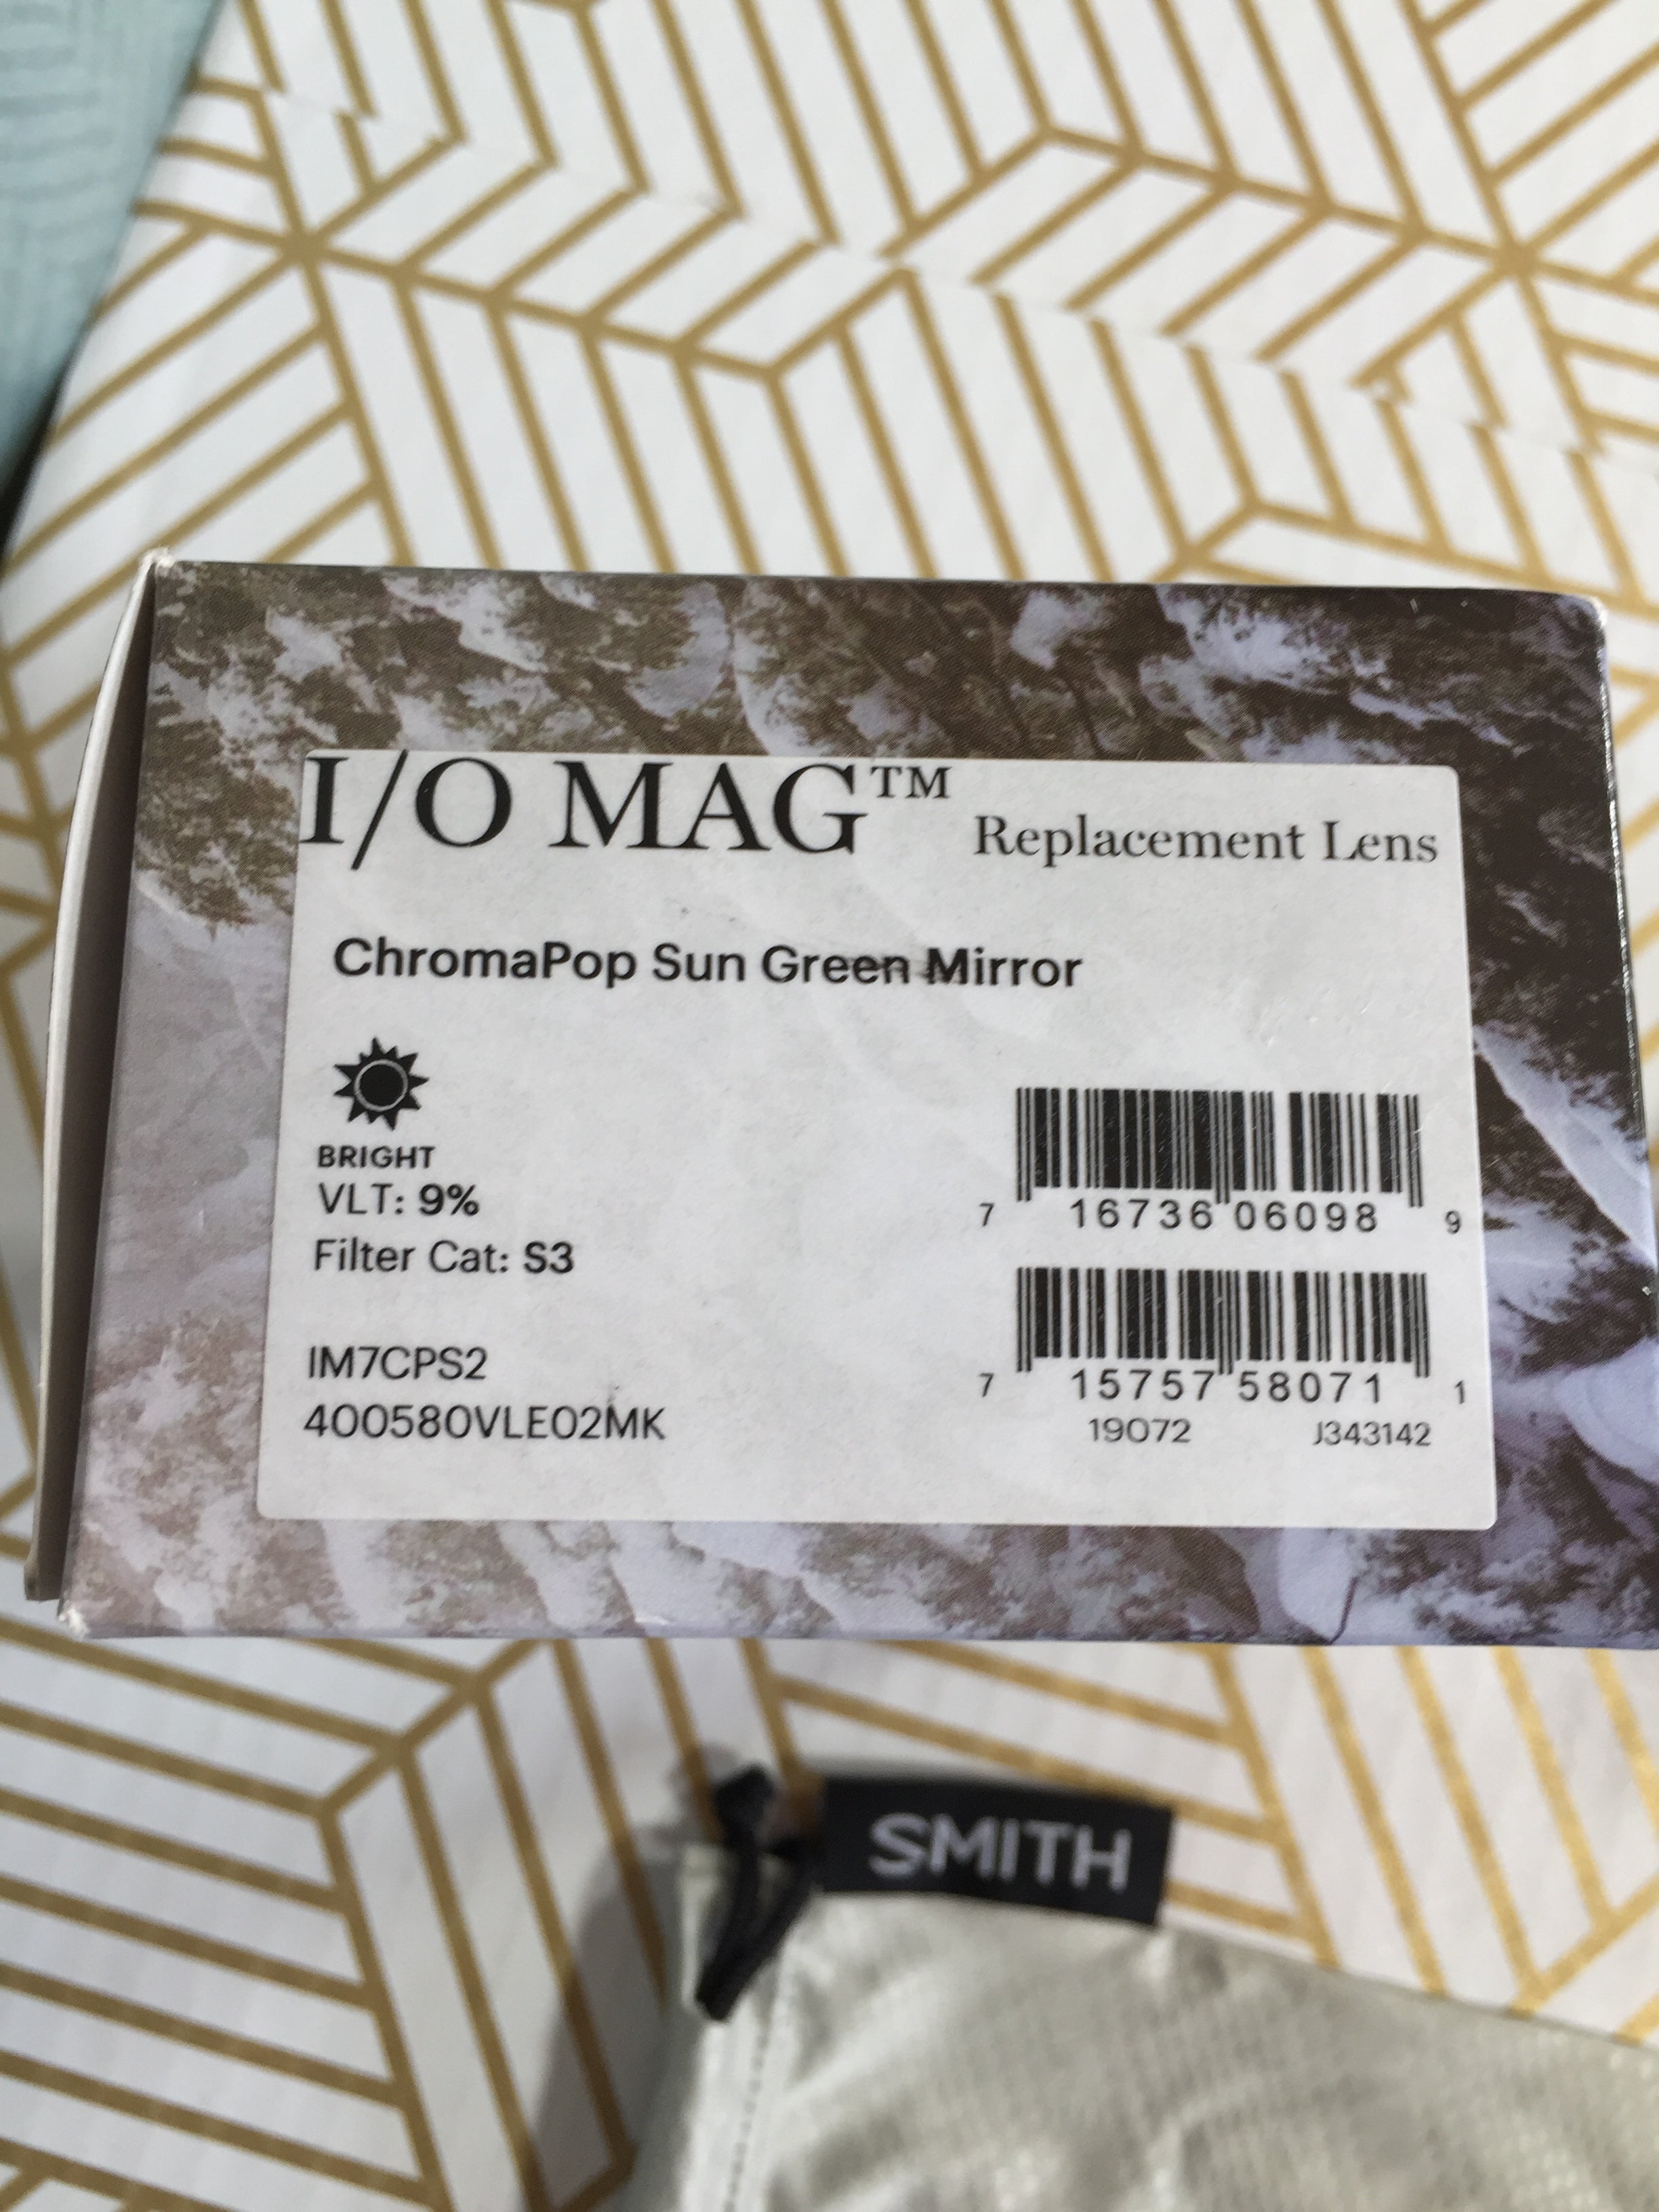 I/O MAG™ Replacement Lens
ChromaPop Sun Green Mirror
BRIGHT
VLT: 9%
Filter Cat: S3
IM7CPS2
400580VLE02MK
7 16736 06098 9
7 15757 58071 1
19072 J343142
SMITH